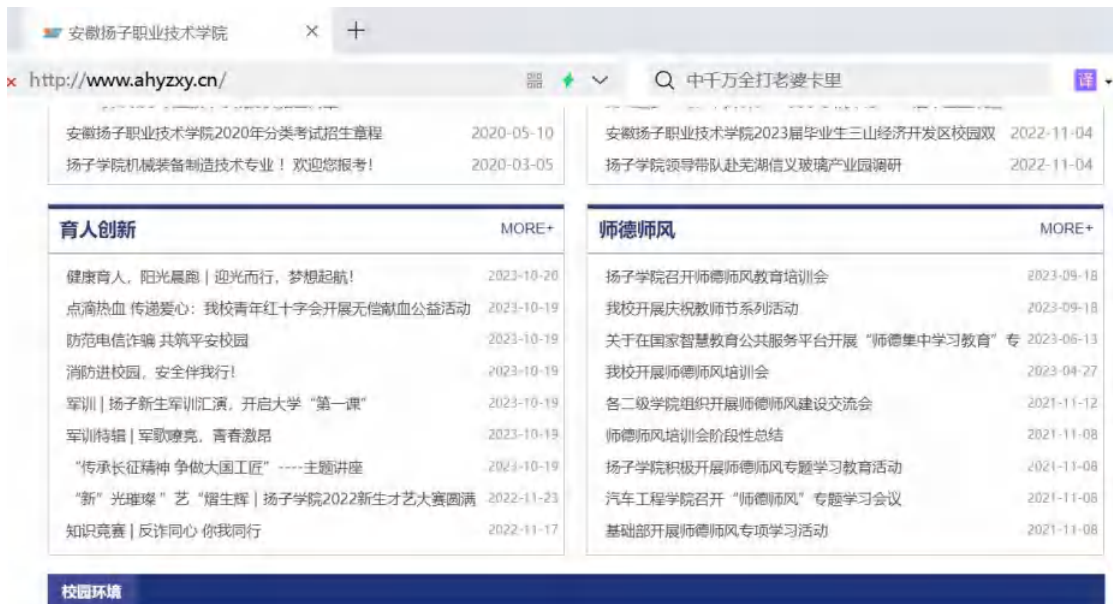 安徽扬子职业技术学院
http://www.ahyzxy.cn/
中千万全打老婆卡里
译
安徽扬子职业技术学院2020年分类考试招生章程 2020-05-10
扬子学院机械装备制造技术专业！欢迎您报考！ 2020-03-05
安徽扬子职业技术学院2023届毕业生三山经济开发区校园双 2022-11-04
扬子学院领导带队赴芜湖信义玻璃产业园调研 2022-11-04
育人创新 MORE+
健康育人，阳光晨跑 | 迎光而行，梦想起航！ 2023-10-20
点滴热血 传递爱心：我校青年红十字会开展无偿献血公益活动 2023-10-19
防范电信诈骗 共筑平安校园 2023-10-19
消防进校园，安全伴我行！ 2023-10-19
军训 | 扬子新生军训汇演，开启大学“第一课” 2023-10-19
军训特辑 | 军歌嘹亮，青春激昂 2023-10-19
“传承长征精神 争做大国工匠”----主题讲座 2023-10-19
“新”光璀璨 ”艺“熠生辉 | 扬子学院2022新生才艺大赛圆满 2022-11-23
知识竞赛 | 反诈同心 你我同行 2022-11-17
师德师风 MORE+
扬子学院召开师德师风教育培训会 2023-09-18
我校开展庆祝教师节系列活动 2023-09-18
关于在国家智慧教育公共服务平台开展“师德集中学习教育”专 2023-06-13
我校开展师德师风培训会 2023-04-27
各二级学院组织开展师德师风建设交流会 2021-11-12
师德师风培训会阶段性总结 2021-11-08
扬子学院积极开展师德师风专题学习教育活动 2021-11-08
汽车工程学院召开“师德师风”专题学习会议 2021-11-08
基础部开展师德师风专项学习活动 2021-11-08
校园环境